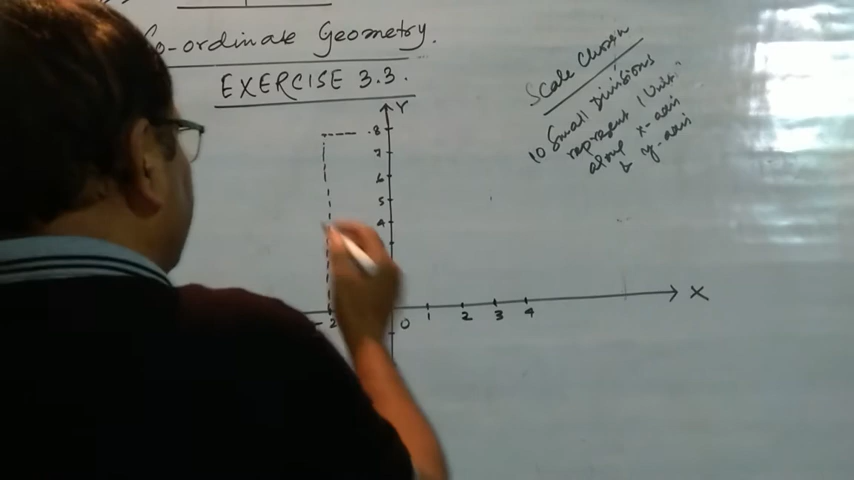 Co-ordinate Geometry.
EXERCISE 3.3.
Scale Chosen
10 Small Divisions
represent 1 Unit.
along x-axis
& y-axis
Y
8
7
6
5
4
-2
0 1 2 3 4
X